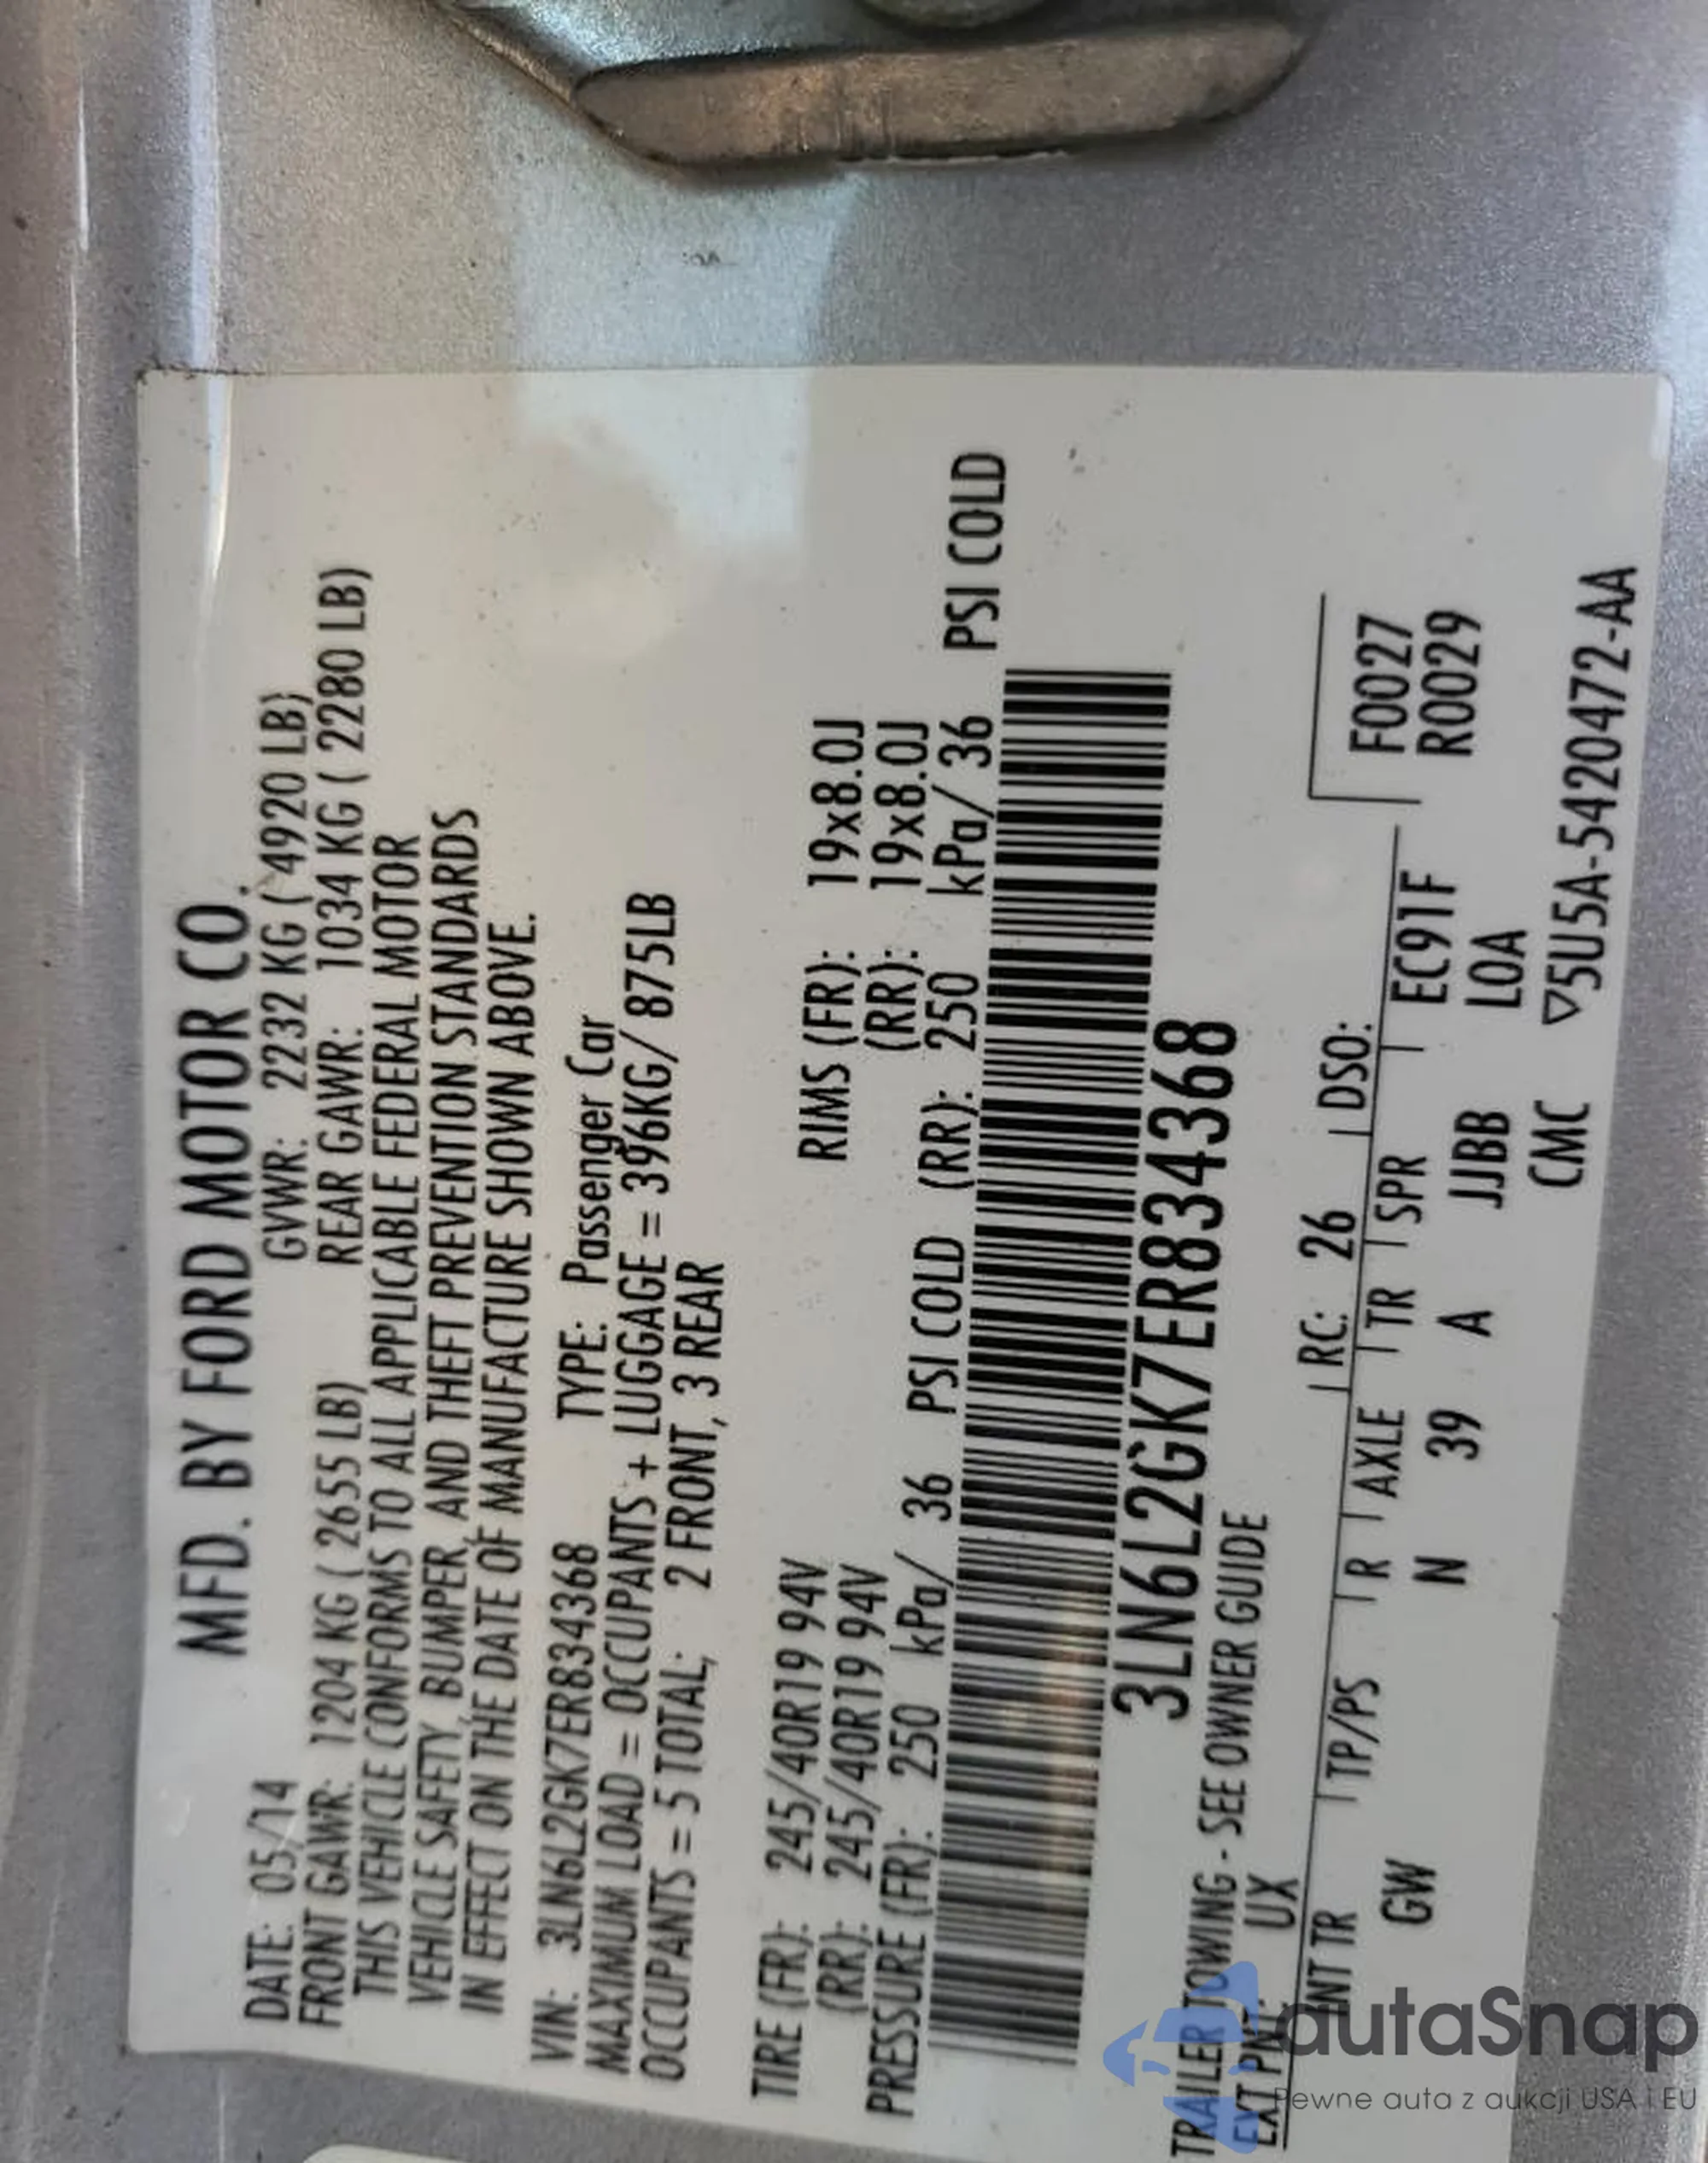 MFD. BY FORD MOTOR CO.
DATE: 05/14 GVWR: 2232 KG ( 4920 LB)
FRONT GAWR: 1204 KG ( 2655 LB) REAR GAWR: 1034 KG ( 2280 LB)
THIS VEHICLE CONFORMS TO ALL APPLICABLE FEDERAL MOTOR
VEHICLE SAFETY, BUMPER, AND THEFT PREVENTION STANDARDS
IN EFFECT ON THE DATE OF MANUFACTURE SHOWN ABOVE.
VIN: 3LN6L2GK7ER834368 TYPE: Passenger Car
MAXIMUM LOAD = OCCUPANTS + LUGGAGE = 396KG/ 875LB
OCCUPANTS = 5 TOTAL; 2 FRONT, 3 REAR
TIRE (FR): 245/40R19 94V RIMS (FR): 19x8.0J
(RR): 245/40R19 94V (RR): 19x8.0J
PRESSURE (FR): 250 kPa/ 36 PSI COLD (RR): 250 kPa/ 36 PSI COLD
3LN6L2GK7ER834368
TRAILER TOWING - SEE OWNER GUIDE
EXT PNT: UX RC: 26 DSO:
INT TR TP/PS R AXLE TR SPR EC91F F0027
GW N 39 A JJBB LOA R0029
CMC ▽5U5A-5420472-AA
autaSnap
Pewne auta z aukcji USA i EU